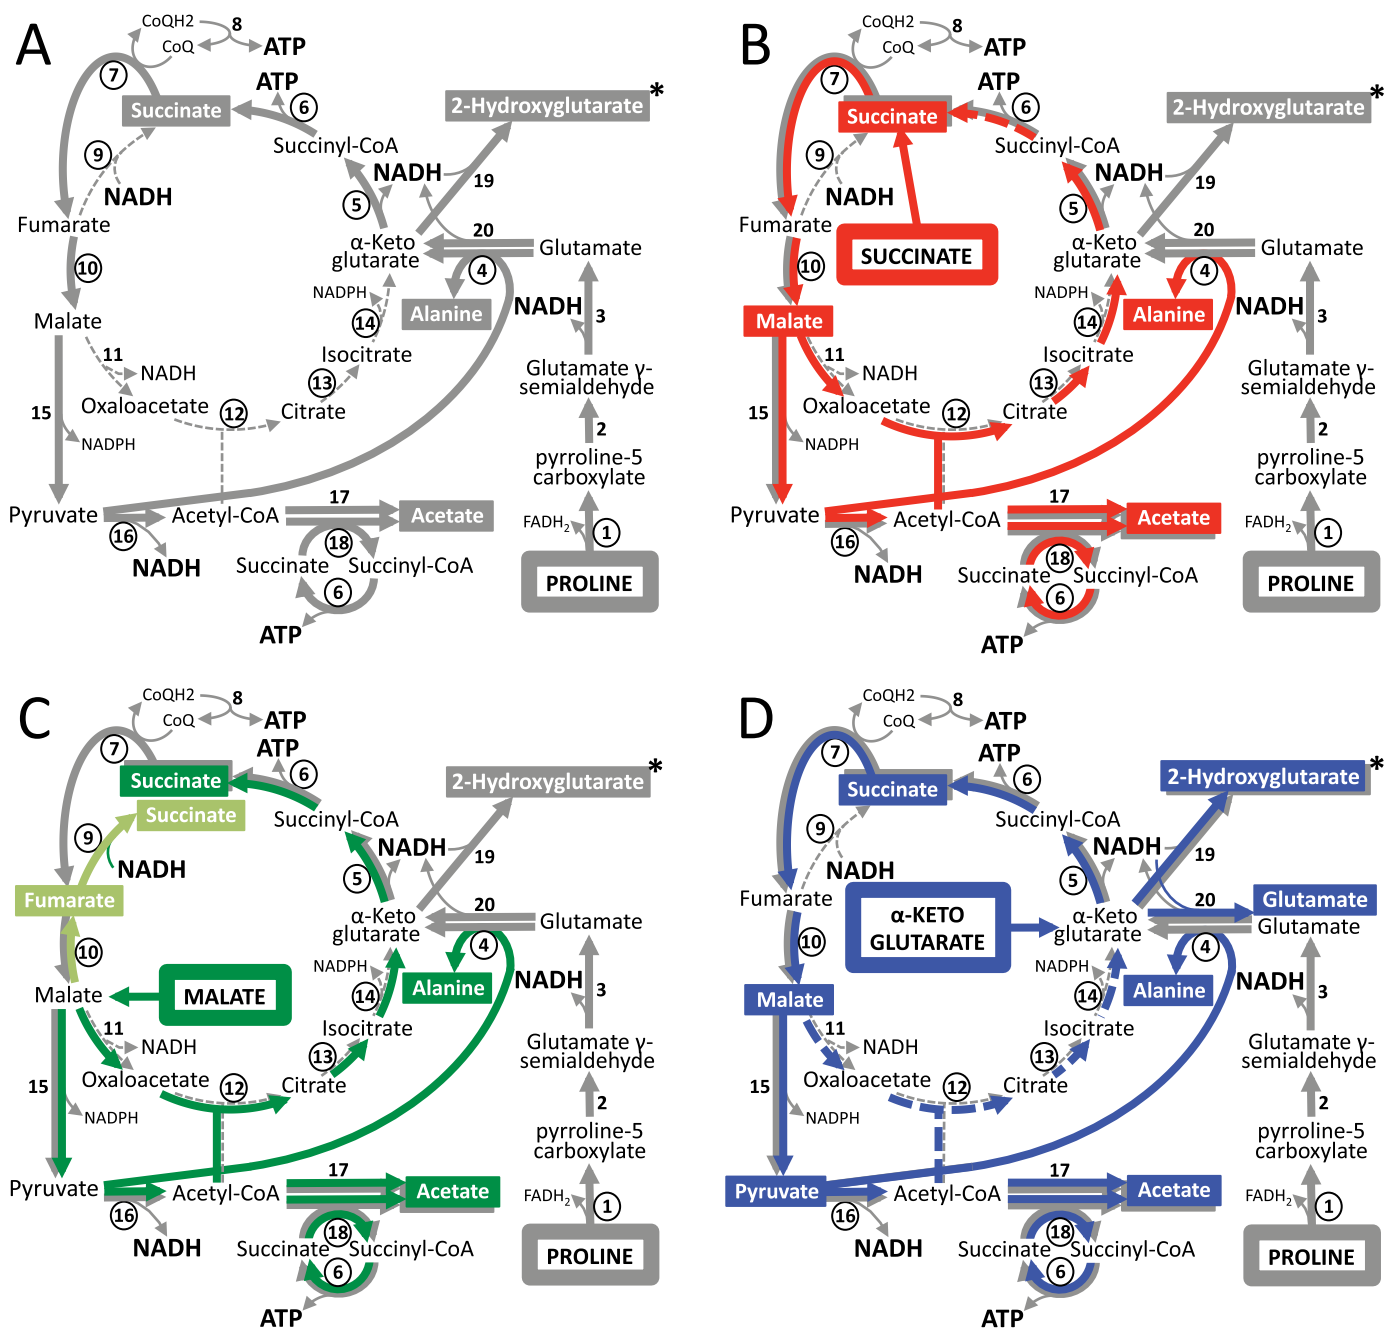 A
CoQH2
8
CoQ
ATP
7
ATP
Succinate
6
2-Hydroxyglutarate*
Succinyl-CoA
9
NADH
NADH
19
5
Fumarate
α-Keto
glutarate
20
Glutamate
4
10
NADPH
Alanine
NADH
3
Malate
14
11
NADH
Isocitrate
13
Glutamate γ-
semialdehyde
Oxaloacetate
12
Citrate
15
NADPH
2
pyrroline-5
carboxylate
17
Pyruvate
Acetyl-CoA
Acetate
FADH2
1
16
18
NADH
Succinate
Succinyl-CoA
6
PROLINE
ATP
B
CoQH2
8
CoQ
ATP
7
ATP
Succinate
6
2-Hydroxyglutarate*
Succinyl-CoA
9
NADH
NADH
19
5
Fumarate
SUCCINATE
α-Keto
glutarate
20
Glutamate
4
10
NADPH
Alanine
NADH
3
Malate
14
11
NADH
Isocitrate
13
Glutamate γ-
semialdehyde
Oxaloacetate
12
Citrate
15
NADPH
2
pyrroline-5
carboxylate
17
Pyruvate
Acetyl-CoA
Acetate
FADH2
1
16
18
NADH
Succinate
Succinyl-CoA
6
PROLINE
ATP
C
CoQH2
8
CoQ
ATP
7
ATP
Succinate
6
2-Hydroxyglutarate*
Succinate
Succinyl-CoA
9
NADH
NADH
19
5
Fumarate
α-Keto
glutarate
20
Glutamate
4
10
NADPH
Alanine
NADH
3
Malate
MALATE
14
11
NADH
Isocitrate
13
Glutamate γ-
semialdehyde
Oxaloacetate
12
Citrate
15
NADPH
2
pyrroline-5
carboxylate
17
Pyruvate
Acetyl-CoA
Acetate
FADH2
1
16
18
NADH
Succinate
Succinyl-CoA
6
PROLINE
ATP
D
CoQH2
8
CoQ
ATP
7
ATP
Succinate
6
2-Hydroxyglutarate*
Succinyl-CoA
9
NADH
NADH
19
5
Fumarate
α-KETO
GLUTARATE
α-Keto
glutarate
20
Glutamate
Glutamate
4
10
NADPH
Alanine
NADH
3
Malate
14
11
NADH
Isocitrate
13
Glutamate γ-
semialdehyde
Oxaloacetate
12
Citrate
15
NADPH
2
pyrroline-5
carboxylate
17
Pyruvate
Acetyl-CoA
Acetate
FADH2
1
16
18
NADH
Succinate
Succinyl-CoA
6
PROLINE
ATP